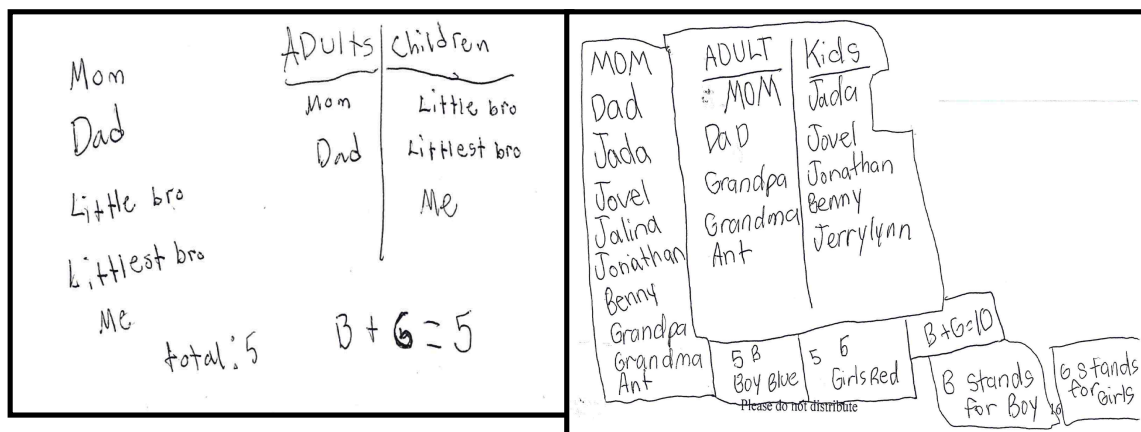 Mom
Dad
Little bro
Littlest bro
Me
total: 5
ADults Children
Mom Little bro
Dad Littlest bro
Me
B + G = 5
MOM
Dad
Jada
Jovel
Jalina
Jonathan
Benny
Grandpa
Grandma
Ant
ADULT Kids
MOM Jada
DaD Jovel
Grandpa Jonathan
Grandma Benny
Ant Jerrylynn
5 B
Boy Blue
5 G
Girls Red
B+G=10
B stands
for Boy
G stands
for Girls
Please do not distribute
16